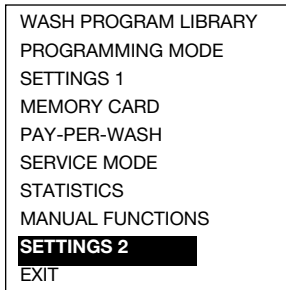 WASH PROGRAM LIBRARY
PROGRAMMING MODE
SETTINGS 1
MEMORY CARD
PAY-PER-WASH
SERVICE MODE
STATISTICS
MANUAL FUNCTIONS
SETTINGS 2
EXIT